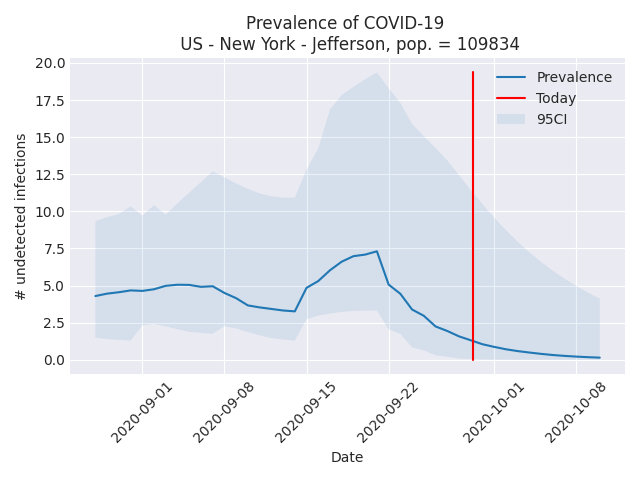 Prevalence of COVID-19
US - New York - Jefferson, pop. = 109834
20.0
17.5
15.0
12.5
10.0
7.5
5.0
2.5
0.0
# undetected infections
Prevalence
Today
95CI
2020-09-01
2020-09-08
2020-09-15
2020-09-22
2020-10-01
2020-10-08
Date